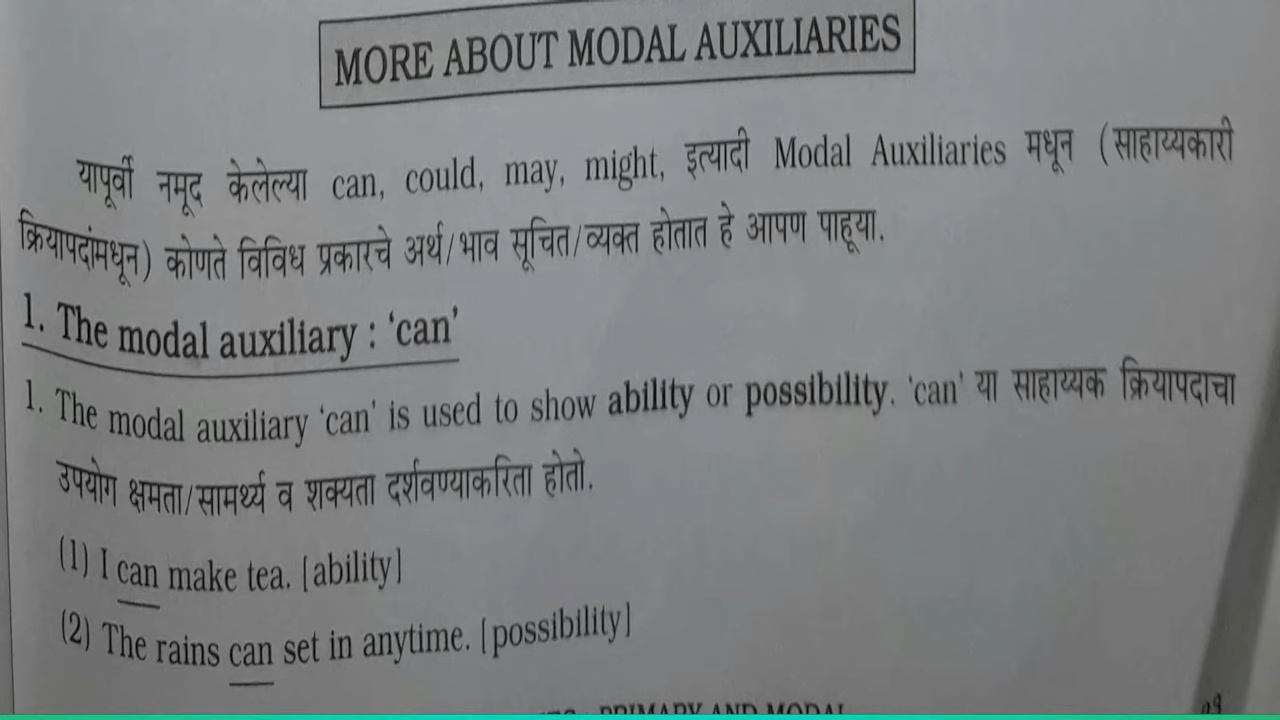 MORE ABOUT MODAL AUXILIARIES
यापूर्वी नमूद केलेल्या can, could, may, might, इत्यादी Modal Auxiliaries मधून (साहाय्यकारी
क्रियापदांमधून) कोणते विविध प्रकारचे अर्थ/भाव सूचित/व्यक्त होतात हे आपण पाहूया.
1. The modal auxiliary : ‘can’
1. The modal auxiliary ‘can’ is used to show ability or possibility. ‘can’ या साहाय्यक क्रियापदाचा
उपयोग क्षमता/सामर्थ्य व शक्यता दर्शवण्याकरिता होतो.
(1) I can make tea. [ability]
(2) The rains can set in anytime. [possibility]
PRIMARY AND MODAL